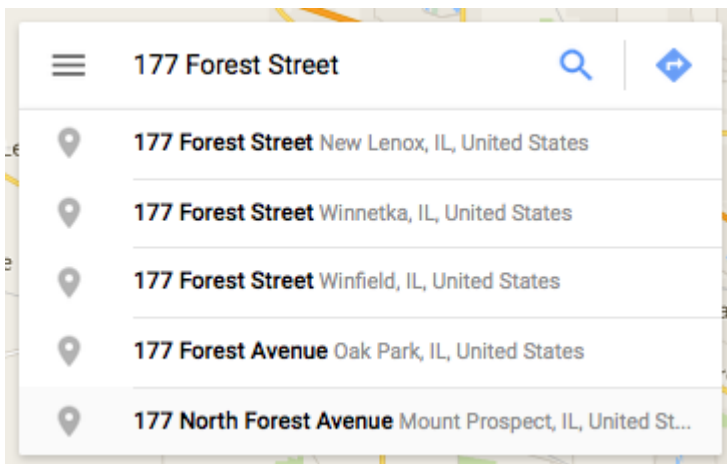 177 Forest Street
177 Forest Street New Lenox, IL, United States
177 Forest Street Winnetka, IL, United States
177 Forest Street Winfield, IL, United States
177 Forest Avenue Oak Park, IL, United States
177 North Forest Avenue Mount Prospect, IL, United St...